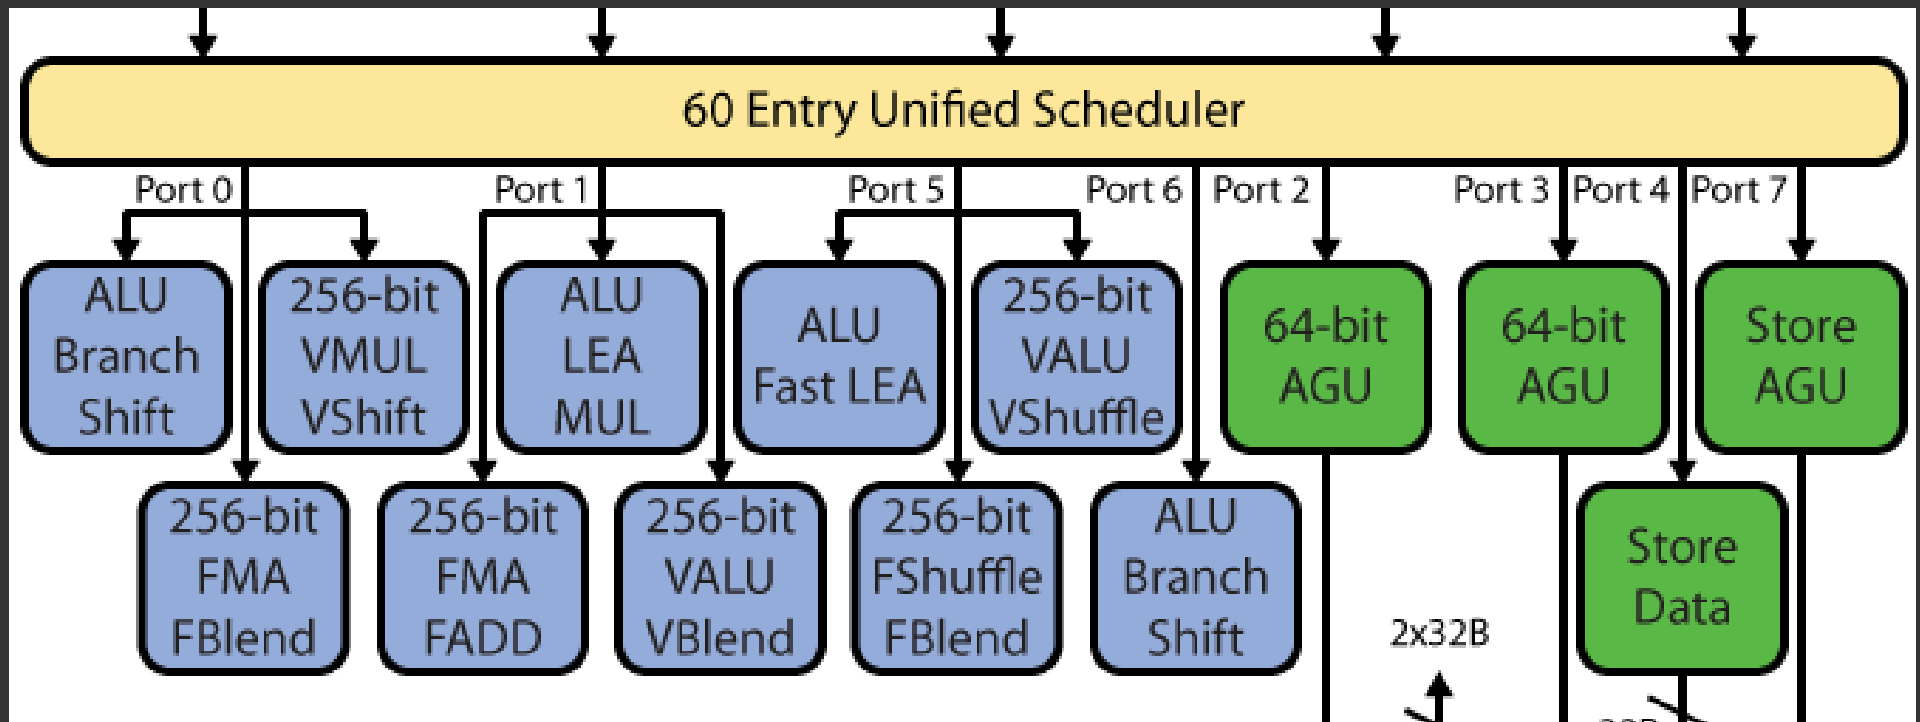 60 Entry Unified Scheduler
Port 0
Port 1
Port 5
Port 6
Port 2
Port 3
Port 4
Port 7
ALU
Branch
Shift
256-bit
VMUL
VShift
ALU
LEA
MUL
ALU
Fast LEA
256-bit
VALU
VShuffle
64-bit
AGU
64-bit
AGU
Store
AGU
256-bit
FMA
FBlend
256-bit
FMA
FADD
256-bit
VALU
VBlend
256-bit
FShuffle
FBlend
ALU
Branch
Shift
Store
Data
2x32B